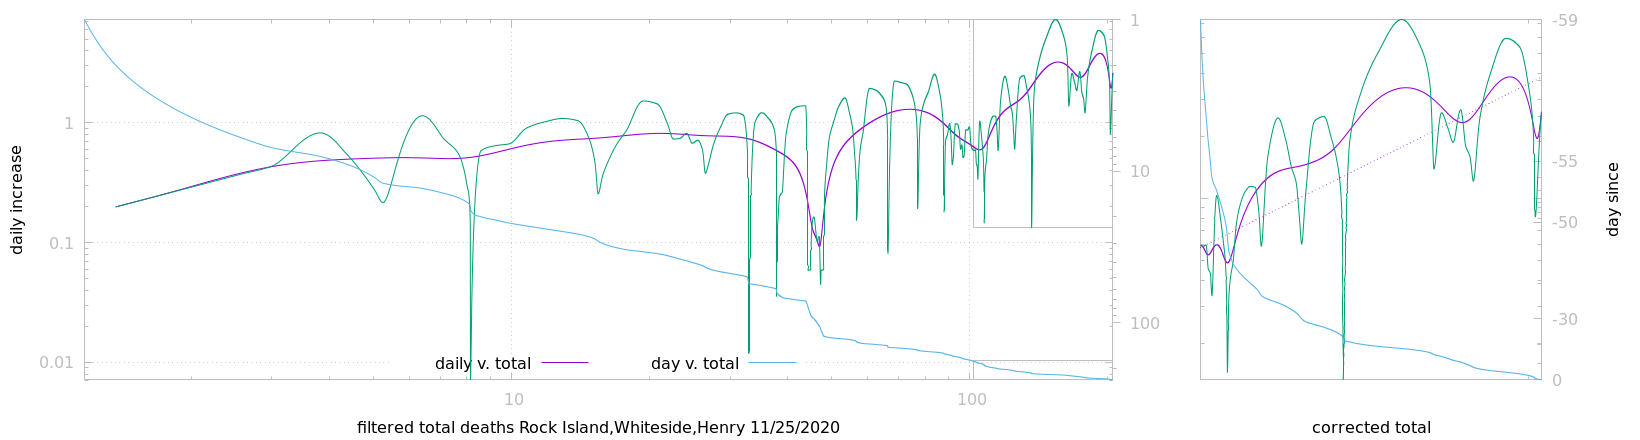 1
-59
1
10
-55
daily increase
day since
-50
0.1
-30
100
0.01
daily v. total
day v. total
0
10
100
filtered total deaths Rock Island,Whiteside,Henry 11/25/2020
corrected total